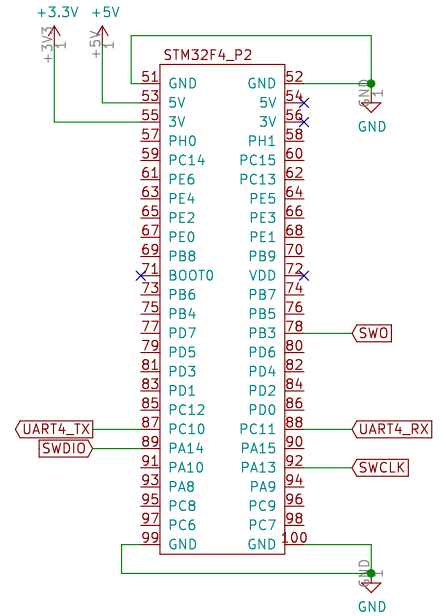 +3.3V +5V
+3V3 1 +5V 1
STM32F4_P2
51 GND GND 52 GND 1
53 5V 5V 54
GND
55 3V 3V 56
57 PH0 PH1 58
59 PC14 PC15 60
61 PE6 PC13 62
63 PE4 PE5 64
65 PE2 PE3 66
67 PE0 PE1 68
69 PB8 PB9 70
71 BOOT0 VDD 72
73 PB6 PB7 74
75 PB4 PB5 76
77 PD7 PB3 78 SWO
79 PD5 PD6 80
81 PD3 PD4 82
83 PD1 PD2 84
85 PC12 PD0 86
UART4_TX 87 PC10 PC11 88 UART4_RX
SWDIO 89 PA14 PA15 90
91 PA10 PA13 92 SWCLK
93 PA8 PA9 94
95 PC8 PC9 96
97 PC6 PC7 98
99 GND GND 100
GND 1
GND